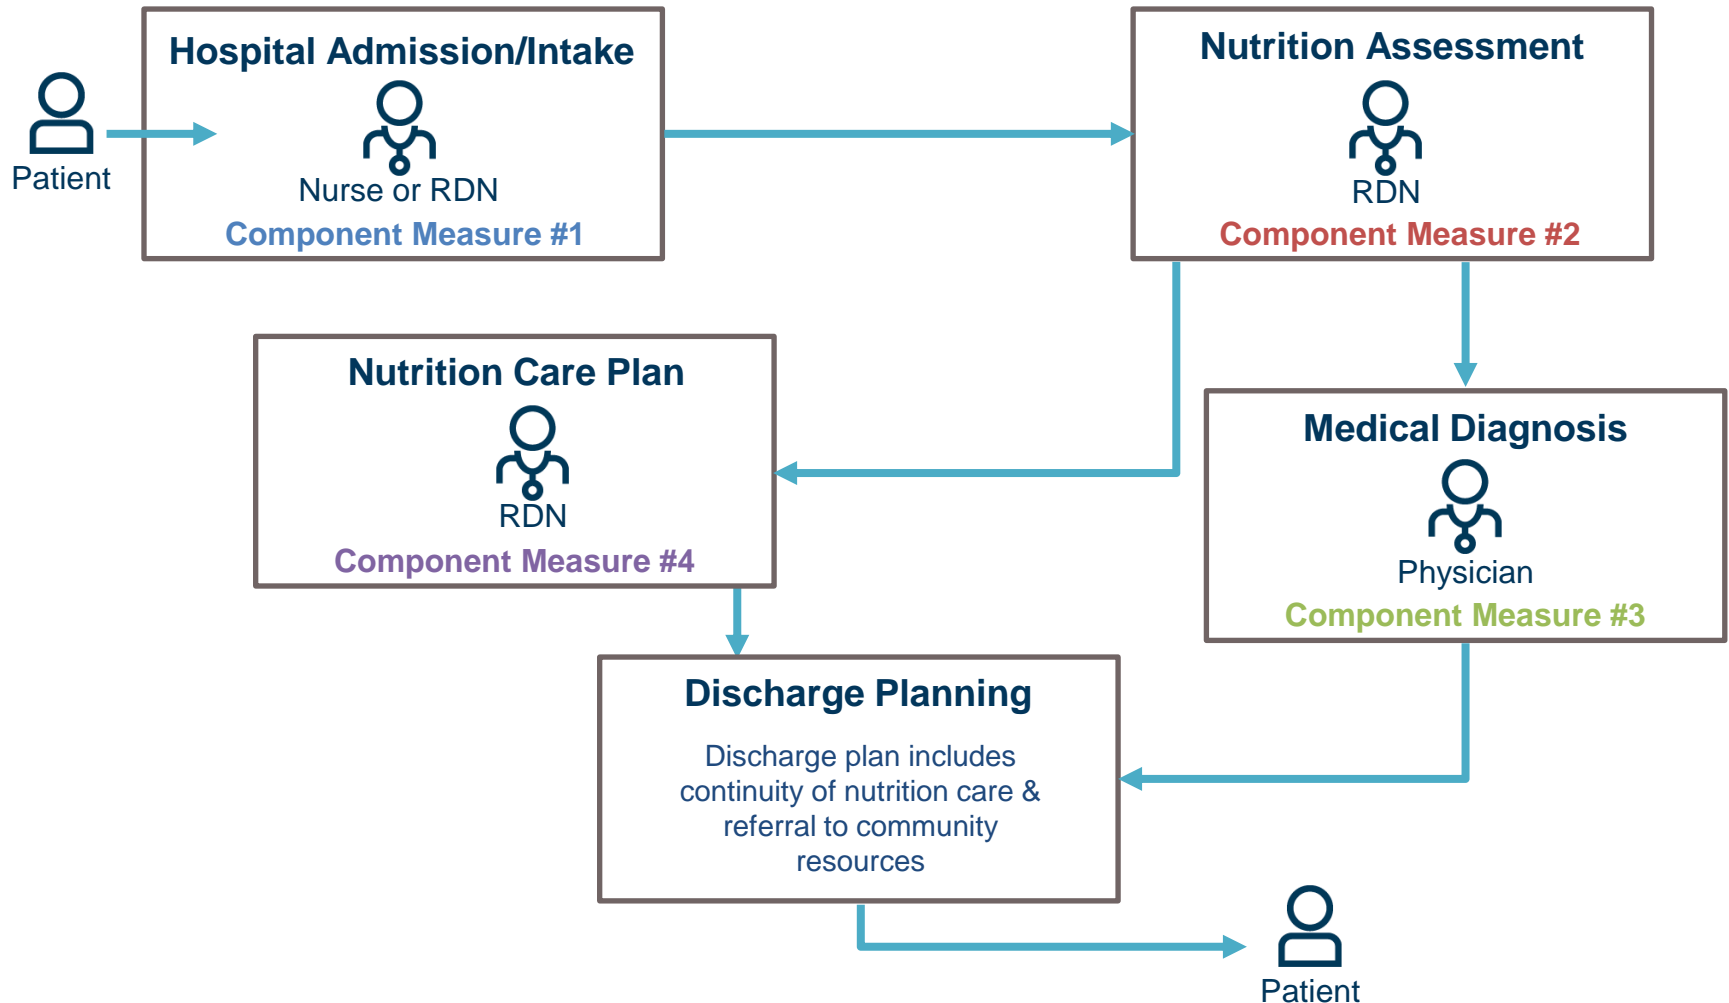 Hospital Admission/Intake
Patient
Nurse or RDN
Component Measure #1
Nutrition Assessment
RDN
Component Measure #2
Nutrition Care Plan
RDN
Component Measure #4
Medical Diagnosis
Physician
Component Measure #3
Discharge Planning
Discharge plan includes
continuity of nutrition care &
referral to community
resources
Patient